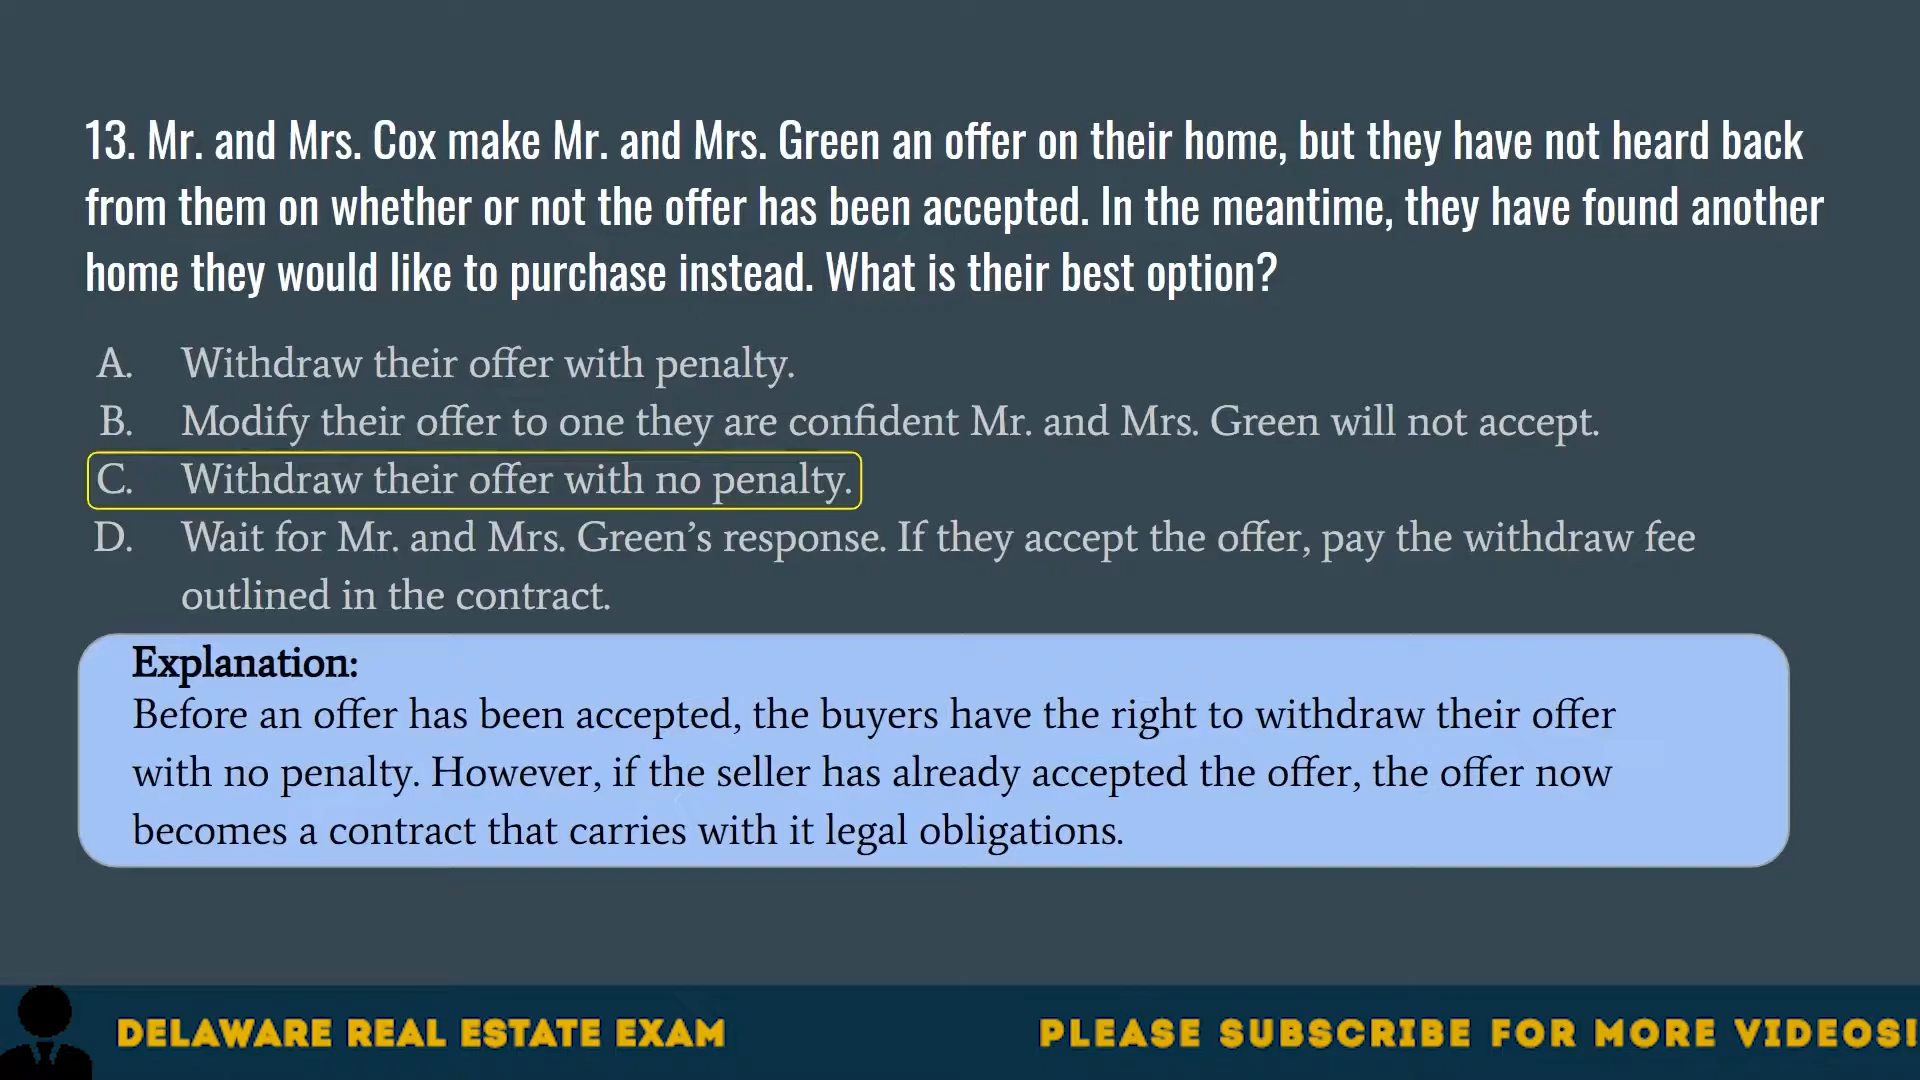 13. Mr. and Mrs. Cox make Mr. and Mrs. Green an offer on their home, but they have not heard back
from them on whether or not the offer has been accepted. In the meantime, they have found another
home they would like to purchase instead. What is their best option?
A. Withdraw their offer with penalty.
B. Modify their offer to one they are confident Mr. and Mrs. Green will not accept.
C. Withdraw their offer with no penalty.
D. Wait for Mr. and Mrs. Green’s response. If they accept the offer, pay the withdraw fee
outlined in the contract.
Explanation:
Before an offer has been accepted, the buyers have the right to withdraw their offer
with no penalty. However, if the seller has already accepted the offer, the offer now
becomes a contract that carries with it legal obligations.
DELAWARE REAL ESTATE EXAM
PLEASE SUBSCRIBE FOR MORE VIDEOS!